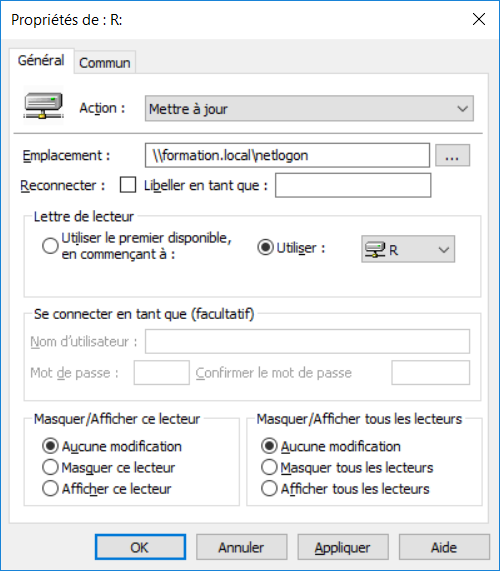 Propriétés de : R:
Général
Commun
Action :
Mettre à jour
Emplacement :
\\formation.local\netlogon
...
Reconnecter :
Libeller en tant que :
Lettre de lecteur
Utiliser le premier disponible,
en commençant à :
Utiliser :
R
Se connecter en tant que (facultatif)
Nom d'utilisateur :
Mot de passe :
Confirmer le mot de passe
Masquer/Afficher ce lecteur
Aucune modification
Masquer ce lecteur
Afficher ce lecteur
Masquer/Afficher tous les lecteurs
Aucune modification
Masquer tous les lecteurs
Afficher tous les lecteurs
OK
Annuler
Appliquer
Aide